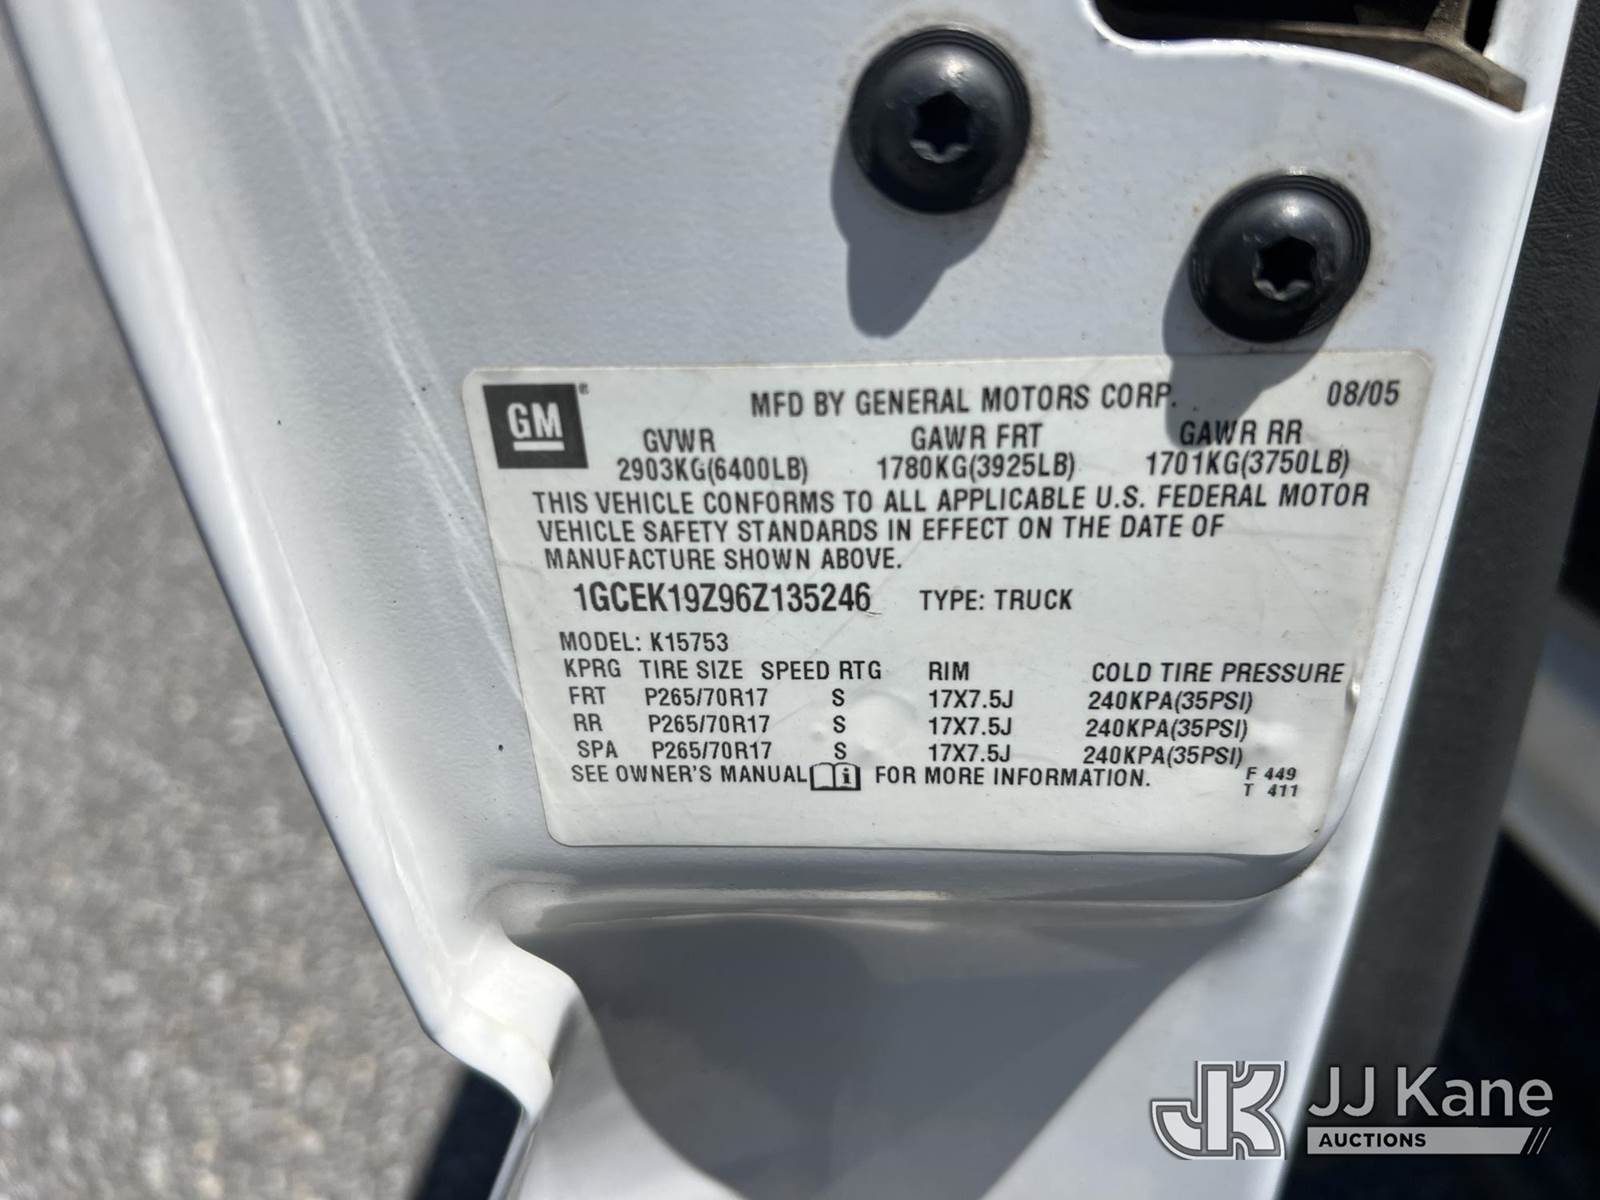 GM ®
MFD BY GENERAL MOTORS CORP. 08/05
GVWR GAWR FRT GAWR RR
2903KG(6400LB) 1780KG(3925LB) 1701KG(3750LB)
THIS VEHICLE CONFORMS TO ALL APPLICABLE U.S. FEDERAL MOTOR
VEHICLE SAFETY STANDARDS IN EFFECT ON THE DATE OF
MANUFACTURE SHOWN ABOVE.
1GCEK19Z96Z135246 TYPE: TRUCK
MODEL: K15753
KPRG TIRE SIZE SPEED RTG RIM COLD TIRE PRESSURE
FRT P265/70R17 S 17X7.5J 240KPA(35PSI)
RR P265/70R17 S 17X7.5J 240KPA(35PSI)
SPA P265/70R17 S 17X7.5J 240KPA(35PSI)
SEE OWNER'S MANUAL i FOR MORE INFORMATION.
F 449
T 411
JK JJ Kane
AUCTIONS